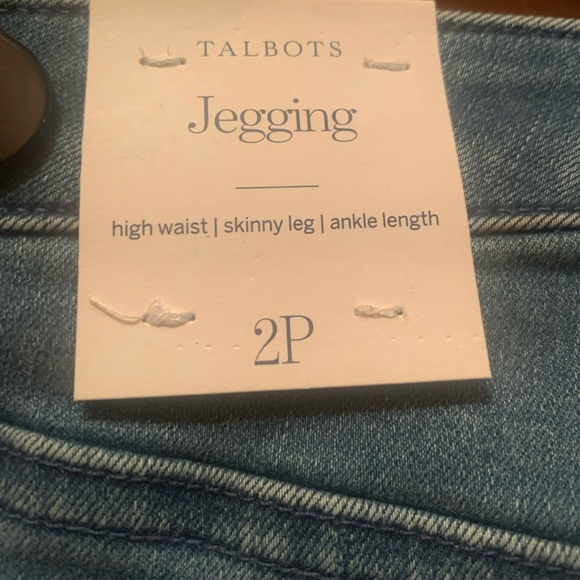 TALBOTS
Jegging
high waist | skinny leg | ankle length
2P